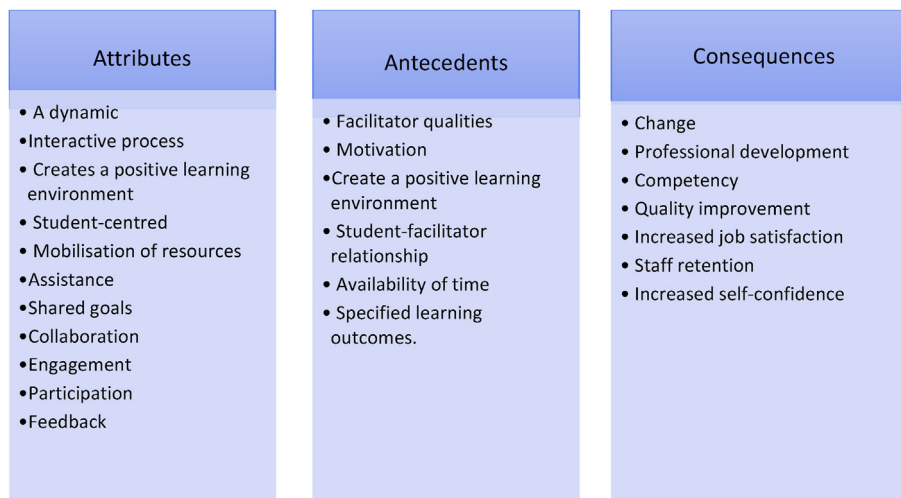 Attributes
• A dynamic
•Interactive process
• Creates a positive learning
environment
• Student-centred
• Mobilisation of resources
•Assistance
•Shared goals
•Collaboration
•Engagement
•Participation
•Feedback
Antecedents
• Facilitator qualities
• Motivation
•Create a positive learning
environment
• Student-facilitator
relationship
• Availability of time
• Specified learning
outcomes.
Consequences
• Change
• Professional development
• Competency
• Quality improvement
• Increased job satisfaction
• Staff retention
• Increased self-confidence